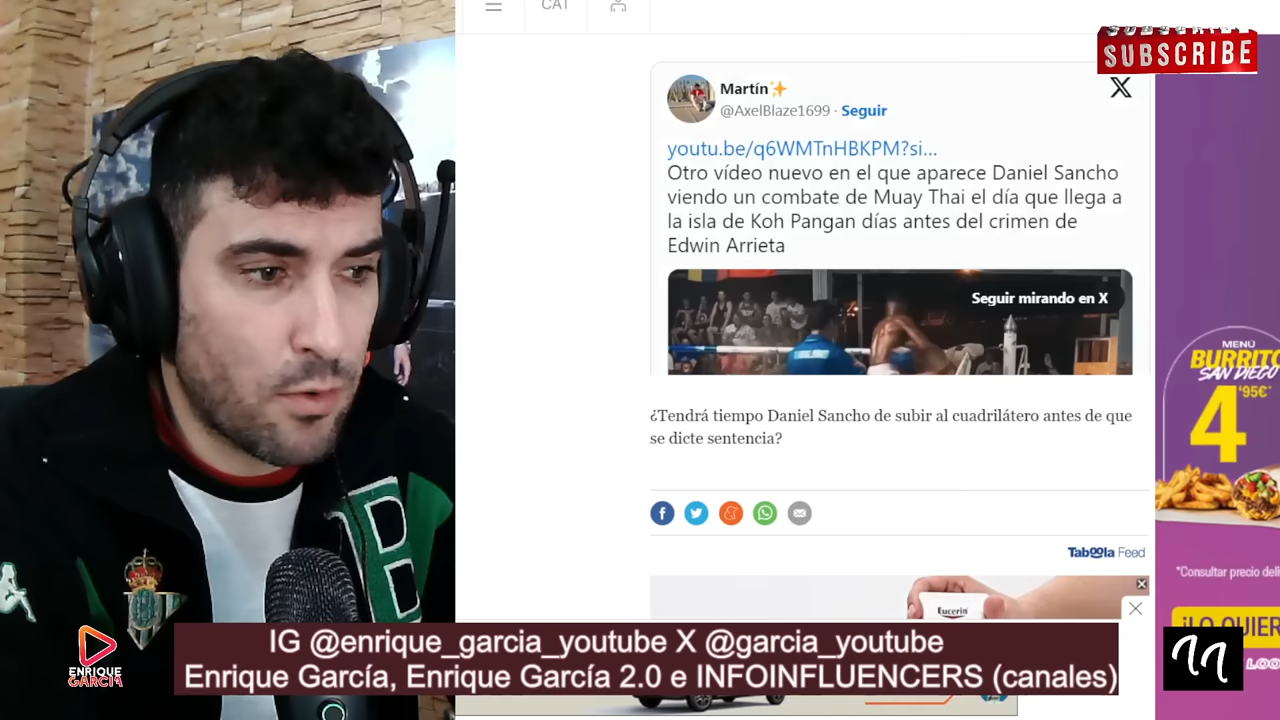 CAT
SUBSCRIBE
SUBSCRIBE
Martín
@AxelBlaze1699 · Seguir
youtu.be/q6WMTnHBKPM?si...
Otro vídeo nuevo en el que aparece Daniel Sancho
viendo un combate de Muay Thai el día que llega a
la isla de Koh Pangan días antes del crimen de
Edwin Arrieta
Seguir mirando en X
¿Tendrá tiempo Daniel Sancho de subir al cuadrilátero antes de que
se dicte sentencia?
Taboola Feed
Eucerin
MENÚ
BURRITO
SAN DIEGO
4'95€*
*Consultar precio deli
¡LO QUIER
B
ENRIQUE
GARCÍA
IG @enrique_garcia_youtube X @garcia_youtube
Enrique García, Enrique García 2.0 e INFOINFLUENCERS (canales)